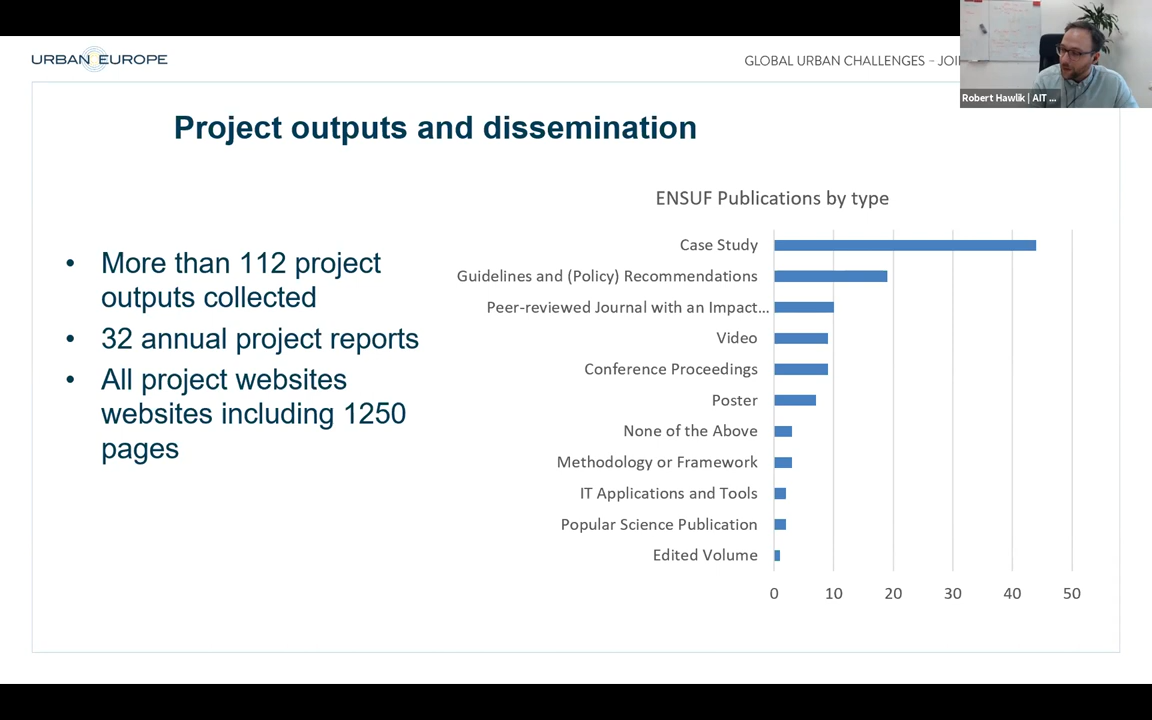 URBAN EUROPE
GLOBAL URBAN CHALLENGES – JOI
Robert Hawlik | AIT ...
Project outputs and dissemination
• More than 112 project
outputs collected
• 32 annual project reports
• All project websites
websites including 1250
pages
ENSUF Publications by type
Case Study
Guidelines and (Policy) Recommendations
Peer-reviewed Journal with an Impact...
Video
Conference Proceedings
Poster
None of the Above
Methodology or Framework
IT Applications and Tools
Popular Science Publication
Edited Volume
0 10 20 30 40 50